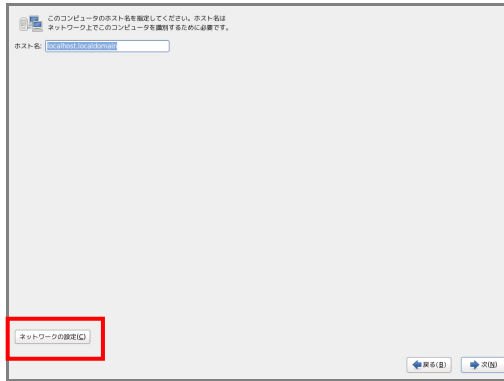 このコンピュータのホスト名を指定してください。ホスト名は
ネットワーク上でこのコンピュータを識別するために必要です。
ホスト名: localhost.localdomain
ネットワークの設定(C)
戻る(B) 次(N)